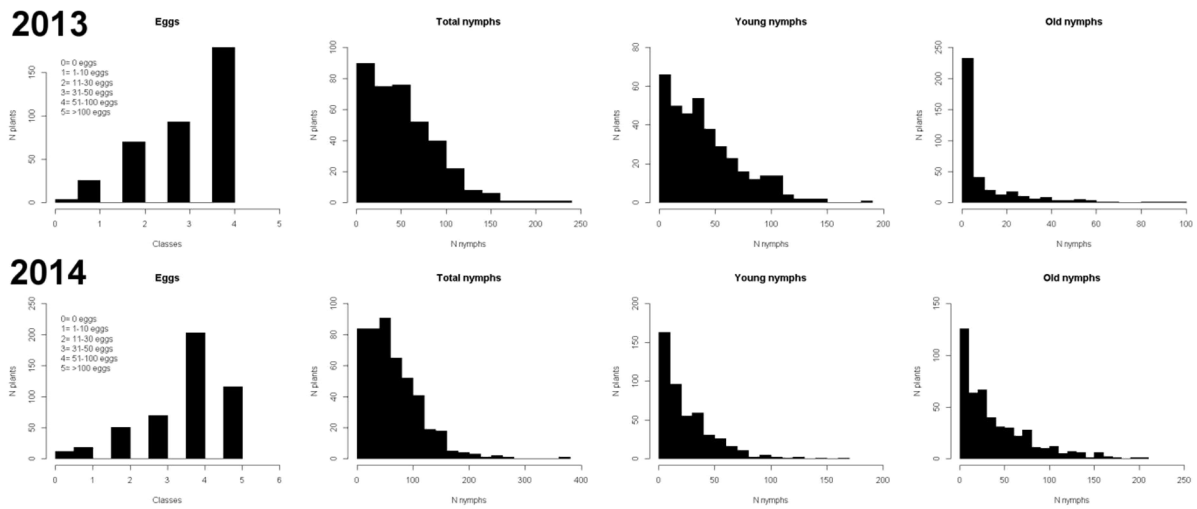 2013
Eggs
0= 0 eggs
1= 1-10 eggs
2= 11-30 eggs
3= 31-50 eggs
4= 51-100 eggs
5= >100 eggs
N plants
0 50 100 150
0 1 2 3 4 5
Classes
Total nymphs
N plants
0 20 40 60 80 100
0 50 100 150 200 250
N nymphs
Young nymphs
N plants
0 20 40 60 80
0 50 100 150 200
N nymphs
Old nymphs
N plants
0 50 100 150 200 250
0 20 40 60 80 100
N nymphs
2014
Eggs
0= 0 eggs
1= 1-10 eggs
2= 11-30 eggs
3= 31-50 eggs
4= 51-100 eggs
5= >100 eggs
N plants
0 50 100 150 200 250
0 1 2 3 4 5 6
Classes
Total nymphs
N plants
0 20 40 60 80 100
0 100 200 300 400
N nymphs
Young nymphs
N plants
0 50 100 150 200
0 50 100 150 200
N nymphs
Old nymphs
N plants
0 50 100 150
0 50 100 150 200 250
N nymphs